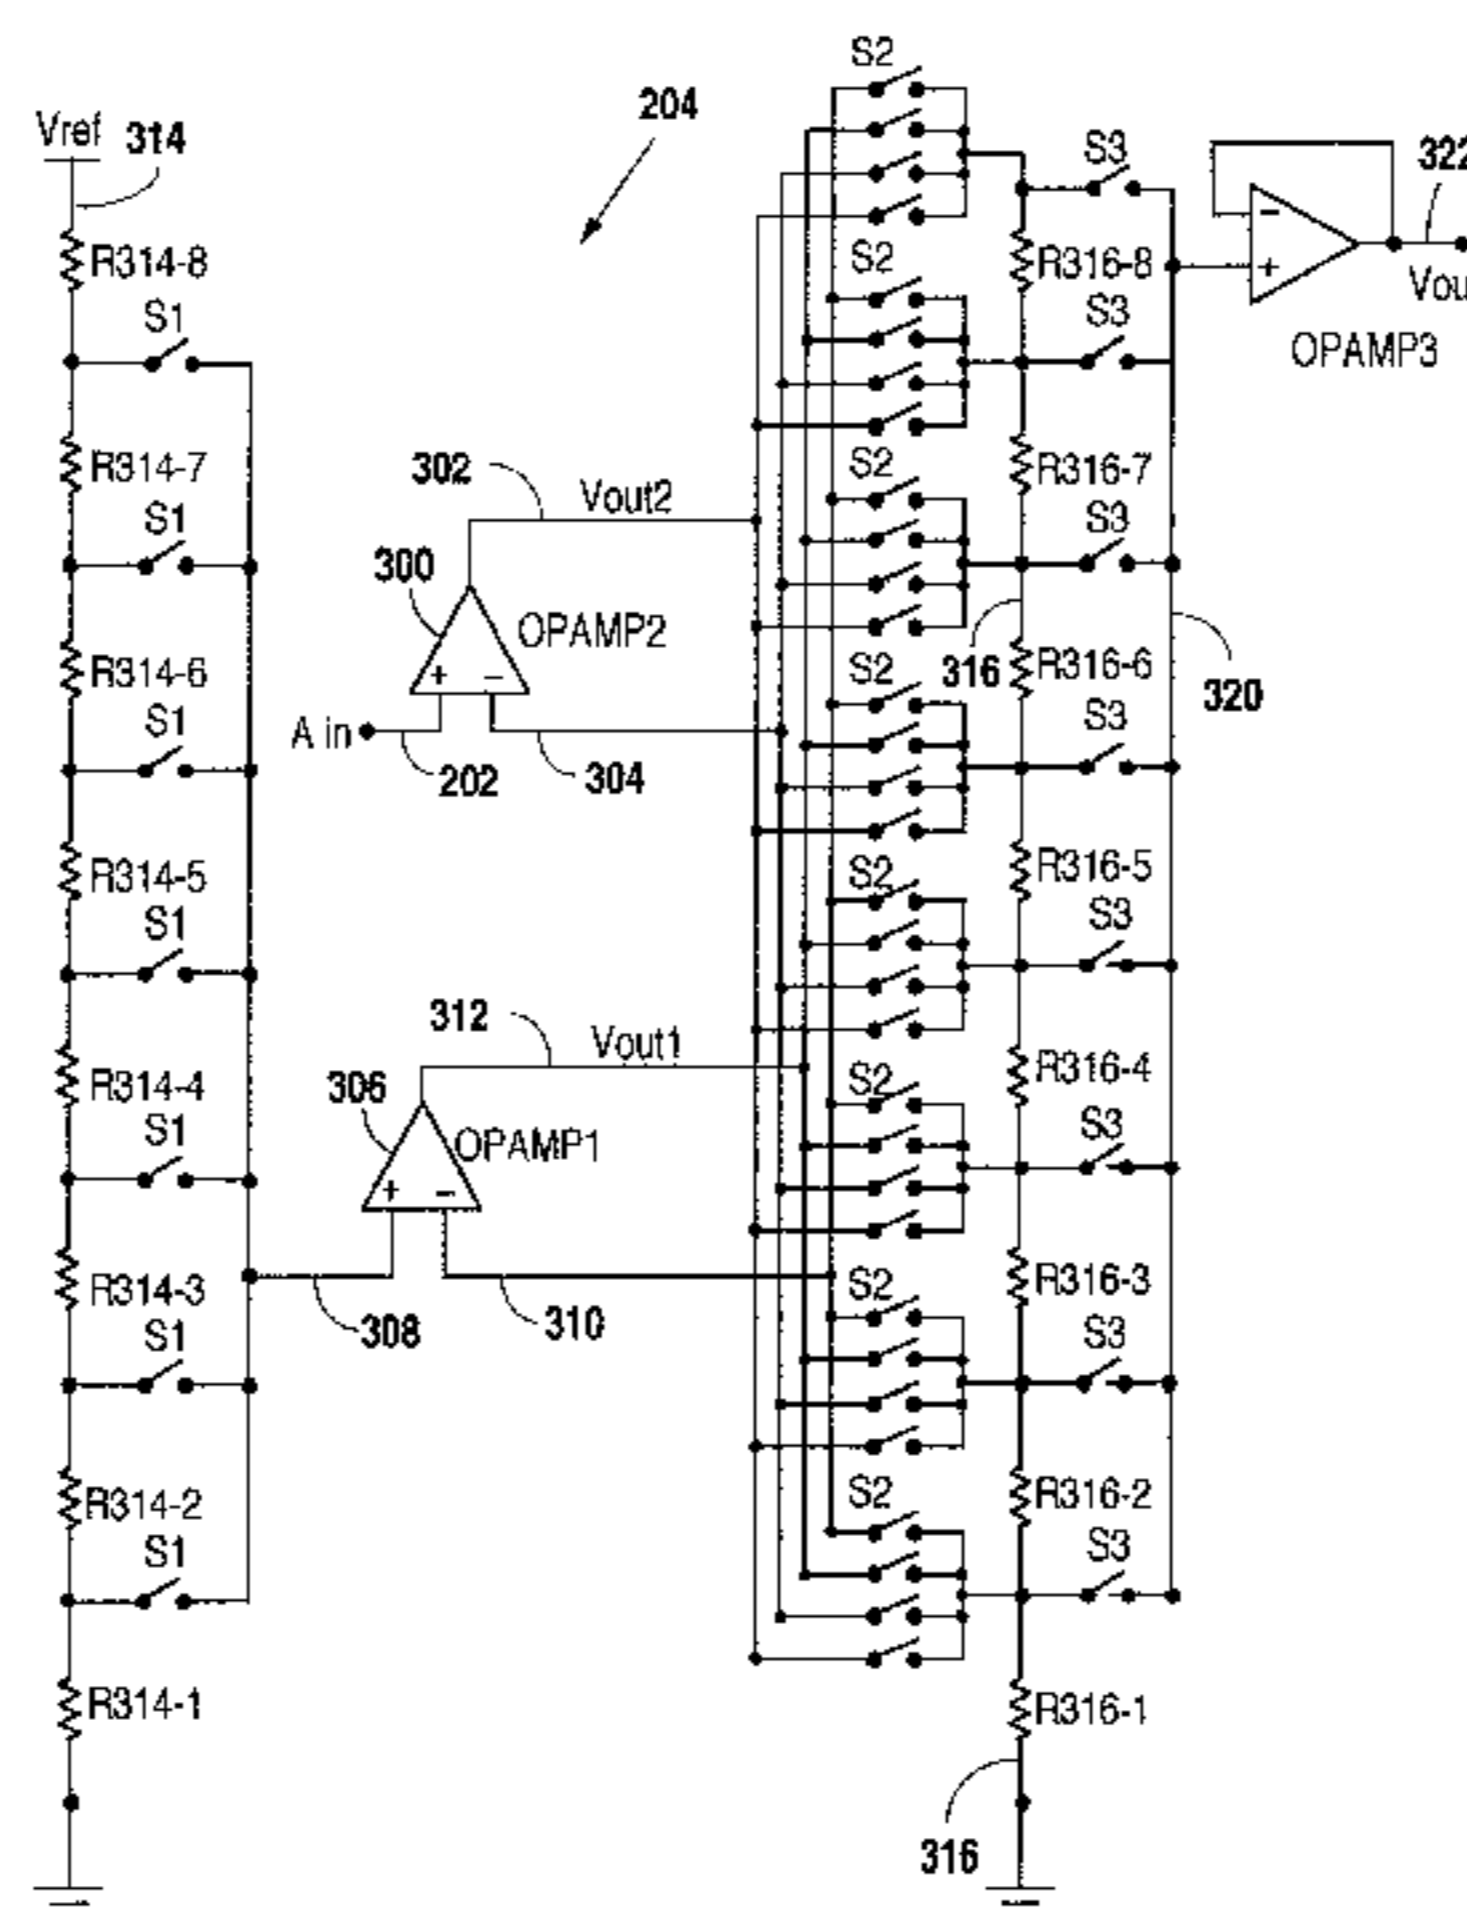 S2
204
Vref
314
S3
322
R314-8
S2
R316-8
Vou
S1
S3
OPAMP3
R314-7
302
Vout2
S2
R316-7
S1
S3
300
OPAMP2
R314-6
+
−
S2
316
R316-6
320
S1
S3
A in
202
304
R314-5
S2
R316-5
S1
S3
312
Vout1
R314-4
306
S2
R316-4
S1
OPAMP1
S3
+
−
R314-3
S2
R316-3
308
310
S1
S3
R314-2
S2
R316-2
S1
S3
R314-1
R316-1
316
−
+